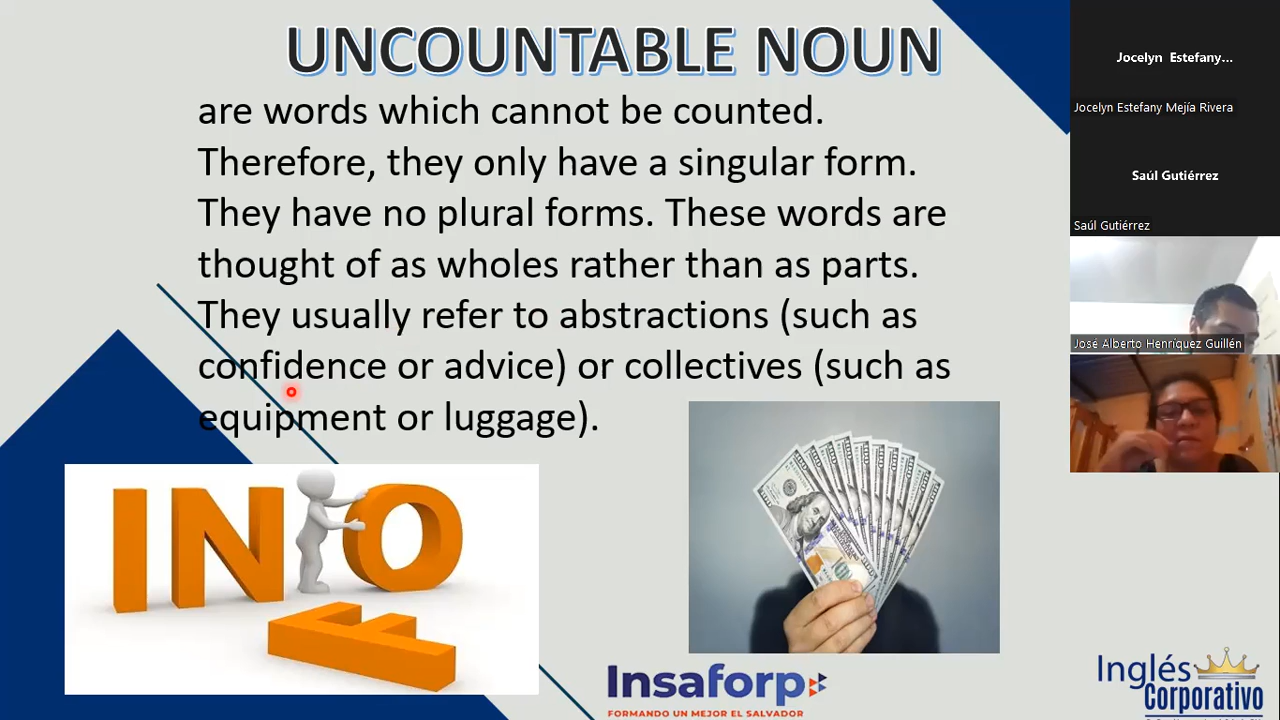 UNCOUNTABLE NOUN
are words which cannot be counted.
Therefore, they only have a singular form.
They have no plural forms. These words are
thought of as wholes rather than as parts.
They usually refer to abstractions (such as
confidence or advice) or collectives (such as
equipment or luggage).
INFO
Insaforp
FORMANDO UN MEJOR EL SALVADOR
Jocelyn Estefany...
Jocelyn Estefany Mejía Rivera
Saúl Gutiérrez
Saúl Gutiérrez
José Alberto Henríquez Guillén
Inglés
Corporativo